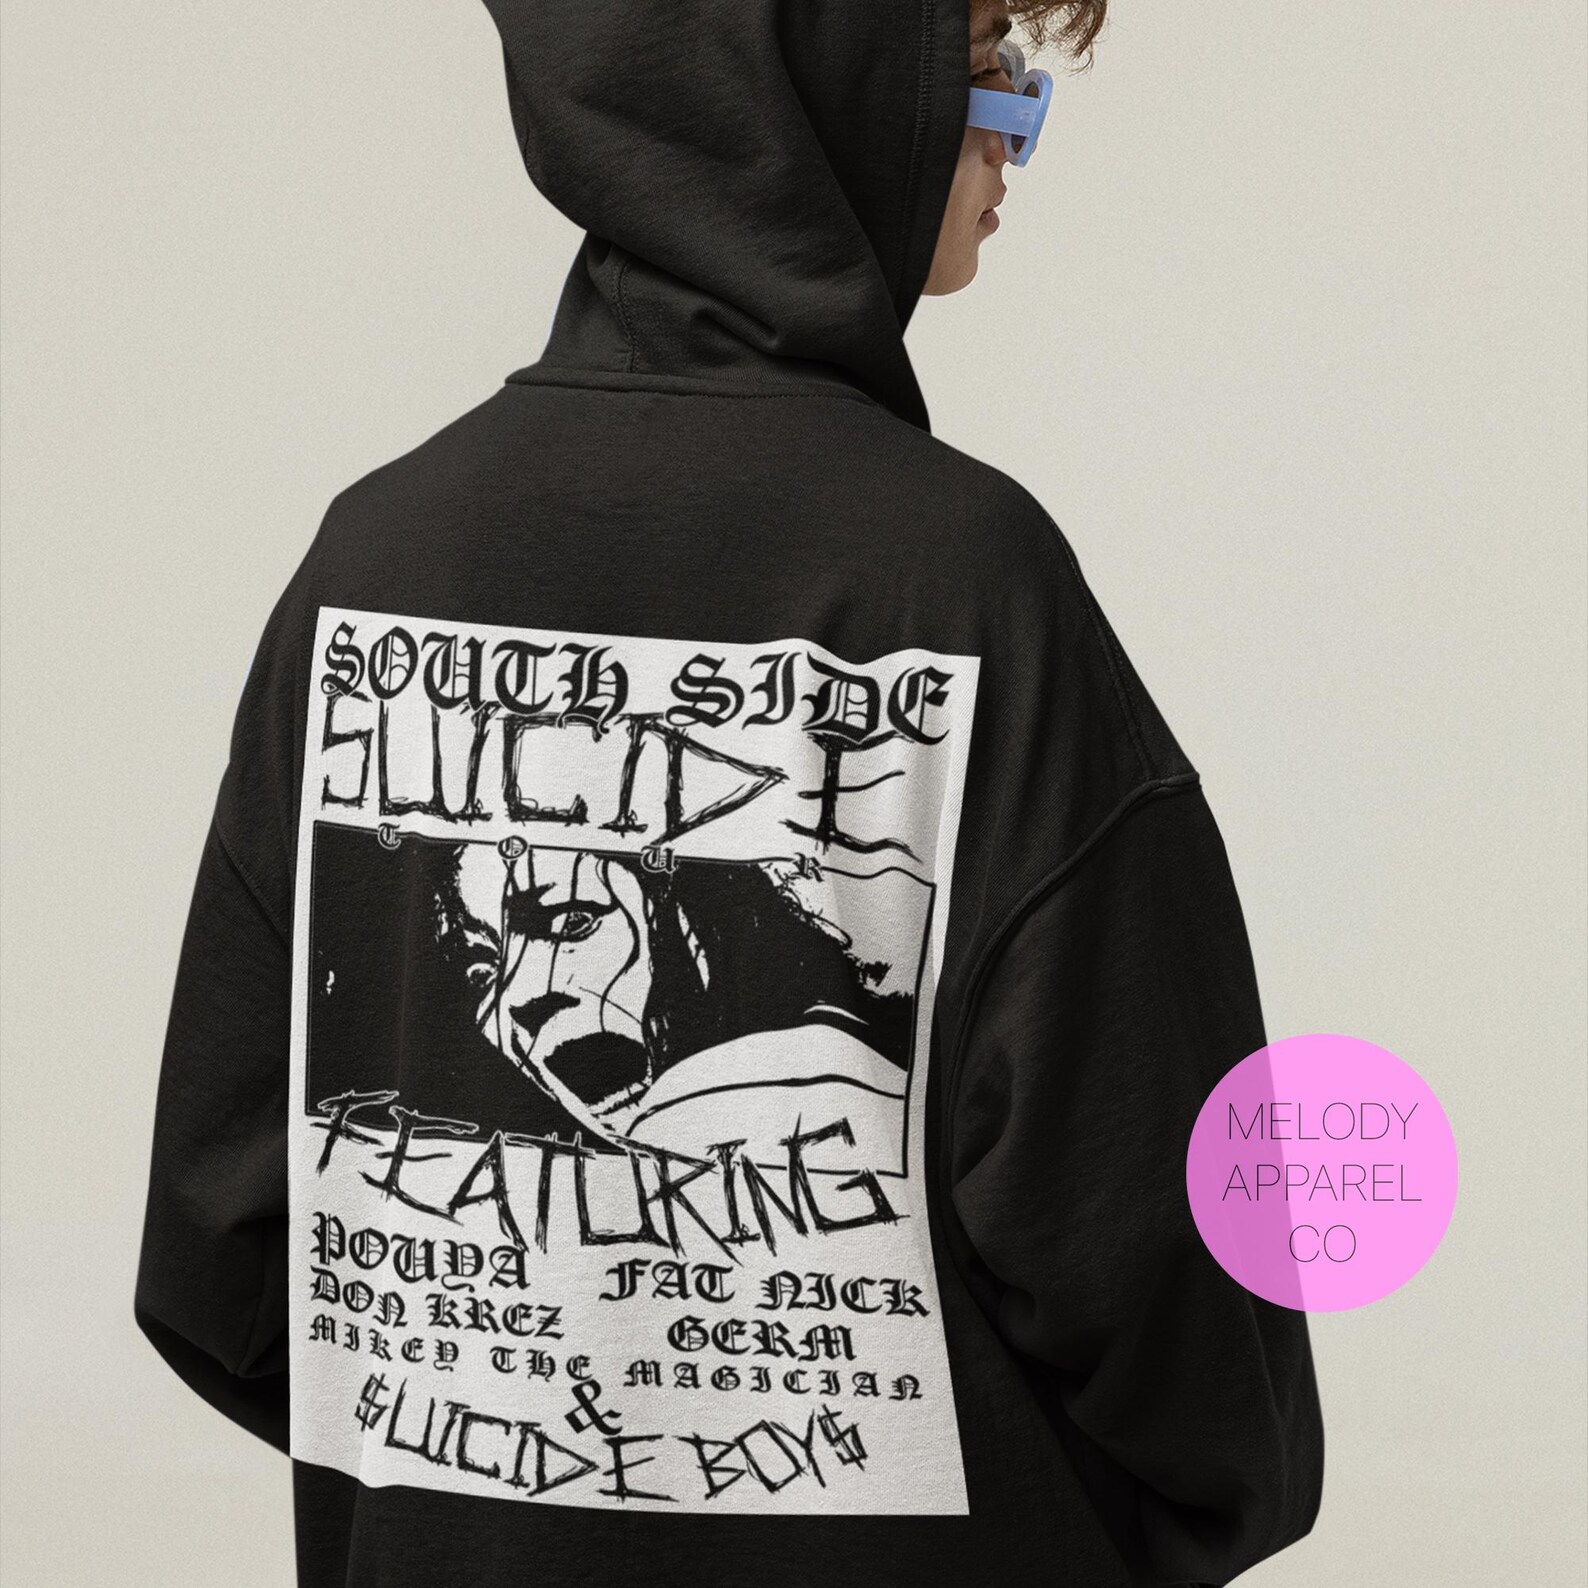 SOUTH SIDE
SUICIDE
TOUR
FEATURING
POUYA FAT NICK
DON KREZ GERM
MIKEY THE MAGICIAN
&
$UICIDE BOY$
MELODY
APPAREL
CO